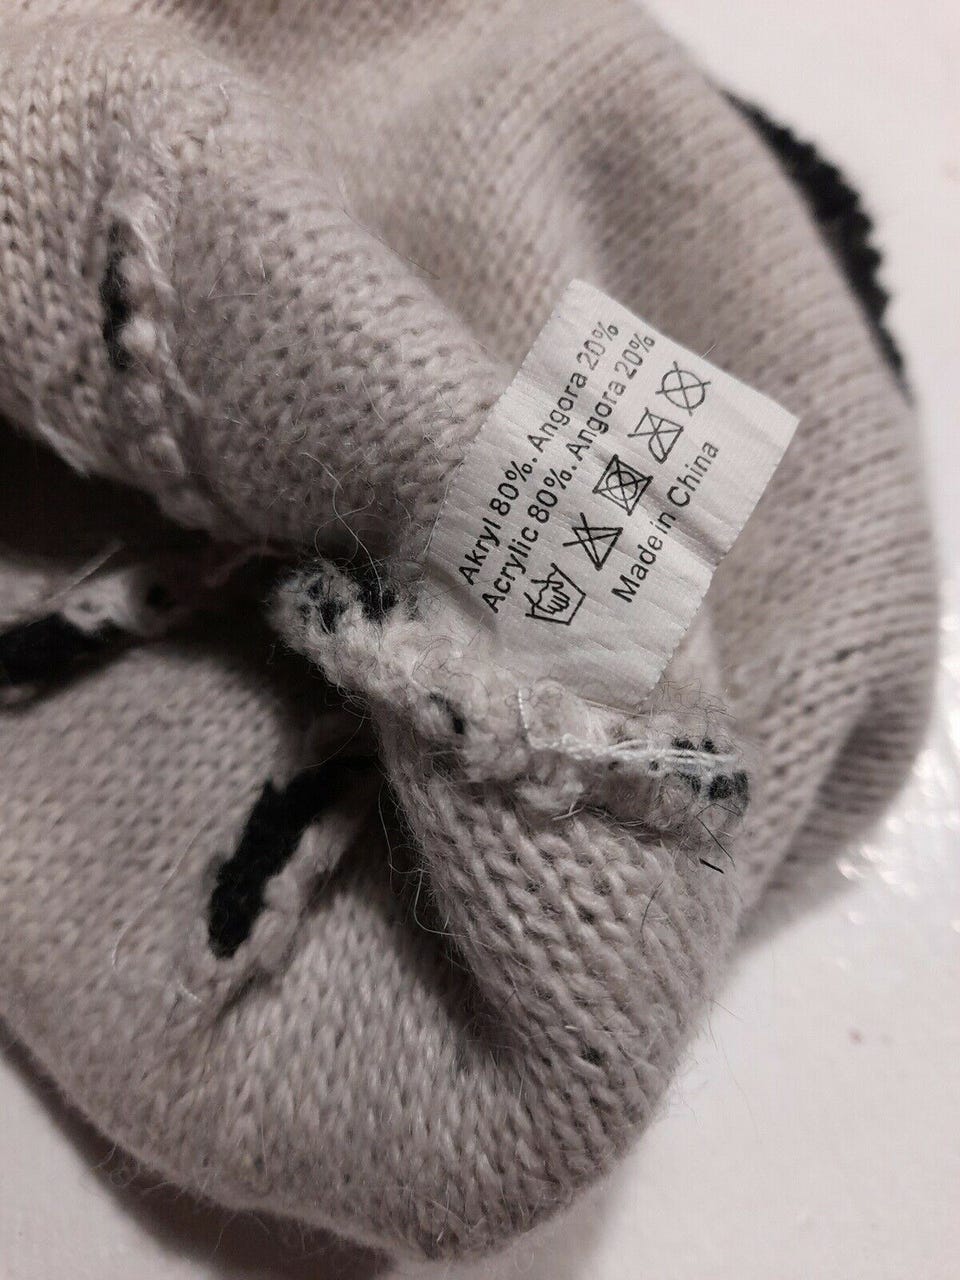 Akryl 80%. Angora 20%
Acrylic 80%. Angora 20%
Made in China